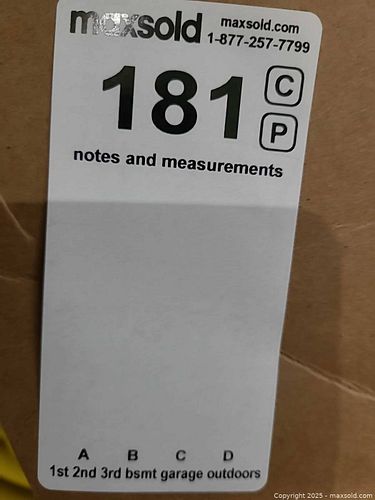 maxsold maxsold.com
1-877-257-7799
181 C
P
notes and measurements
A B C D
1st 2nd 3rd bsmt garage outdoors
Copyright © 2025 - maxsold.com